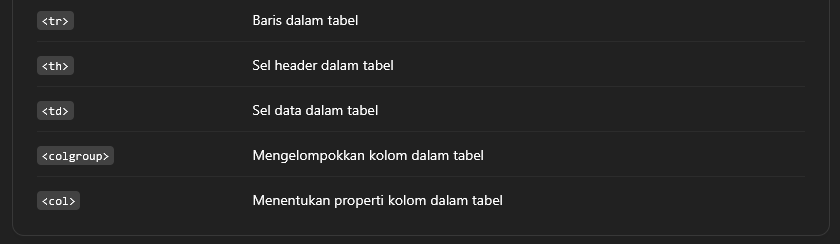 <tr> Baris dalam tabel
<th> Sel header dalam tabel
<td> Sel data dalam tabel
<colgroup> Mengelompokkan kolom dalam tabel
<col> Menentukan properti kolom dalam tabel